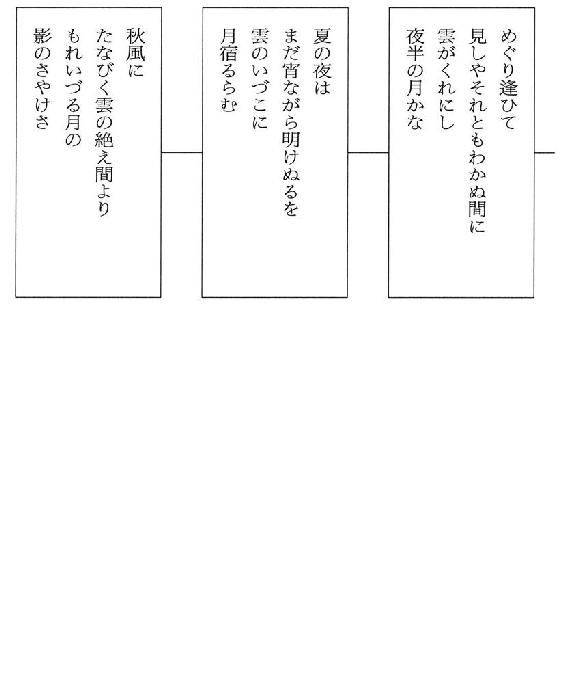 めぐり逢ひて
見しやそれともわかぬ間に
雲がくれにし
夜半の月かな
夏の夜は
まだ宵ながら明けぬるを
雲のいづこに
月宿るらむ
秋風に
たなびく雲の絶え間より
もれいづる月の
影のさやけさ